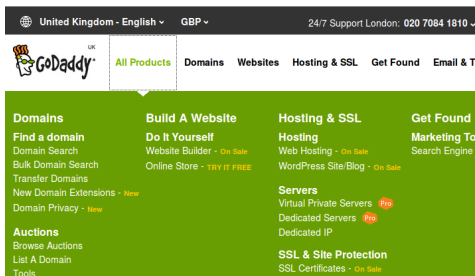 United Kingdom - English GBP 24/7 Support London: 020 7084 1810
GoDaddy UK All Products Domains Websites Hosting & SSL Get Found Email & T
Domains
Find a domain
Domain Search
Bulk Domain Search
Transfer Domains
New Domain Extensions - New
Domain Privacy - New
Auctions
Browse Auctions
List A Domain
Tools
Build A Website
Do It Yourself
Website Builder - On Sale
Online Store - TRY IT FREE
Hosting & SSL
Hosting
Web Hosting - On Sale
WordPress Site/Blog - On Sale
Servers
Virtual Private Servers Pro
Dedicated Servers Pro
Dedicated IP
SSL & Site Protection
SSL Certificates - On Sale
Get Found
Marketing To
Search Engine